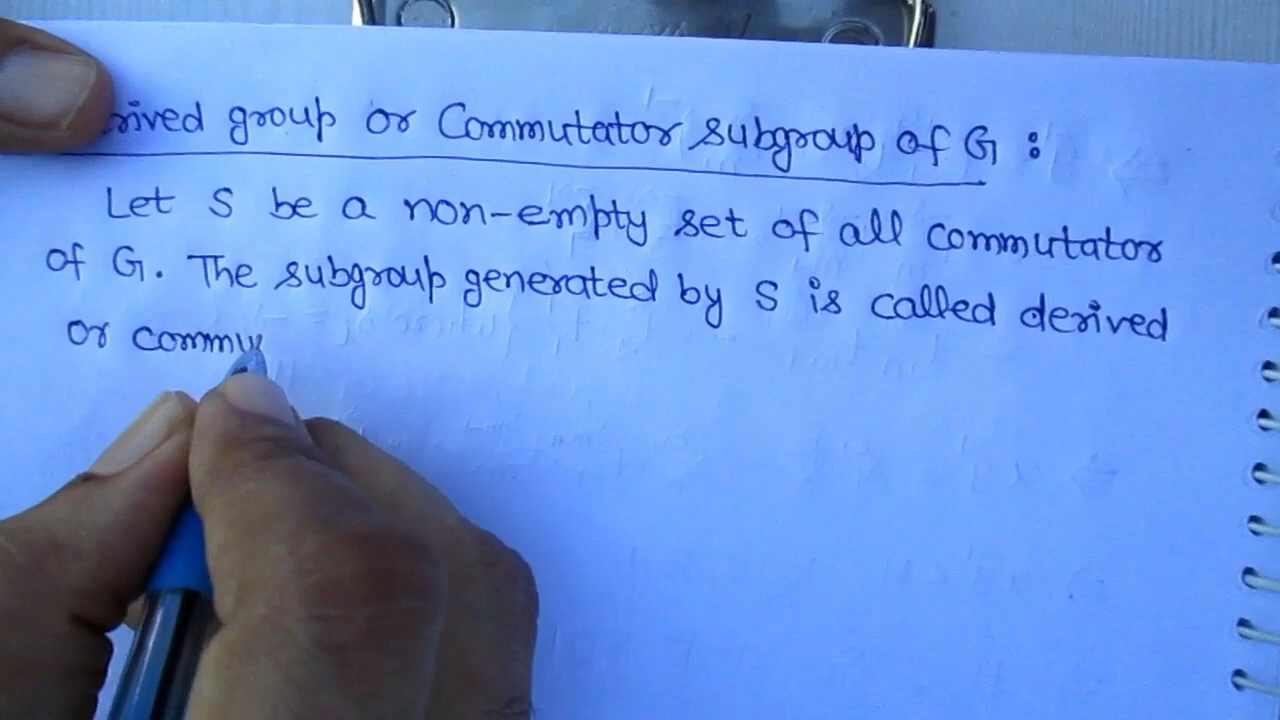 rived group or Commutator subgroup of G :
Let S be a non-empty set of all commutator
of G. The subgroup generated by S is called derived
or commu